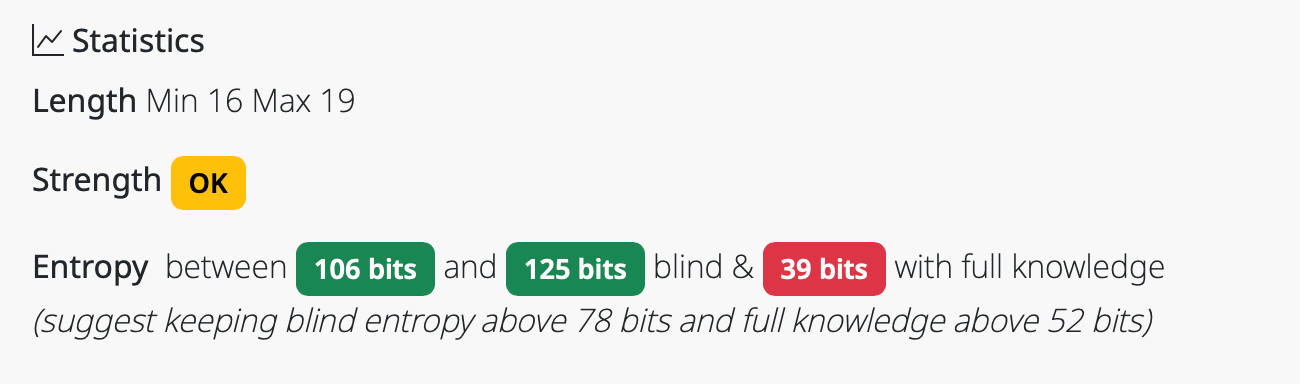 Statistics
Length Min 16 Max 19
Strength OK
Entropy between 106 bits and 125 bits blind & 39 bits with full knowledge
(suggest keeping blind entropy above 78 bits and full knowledge above 52 bits)